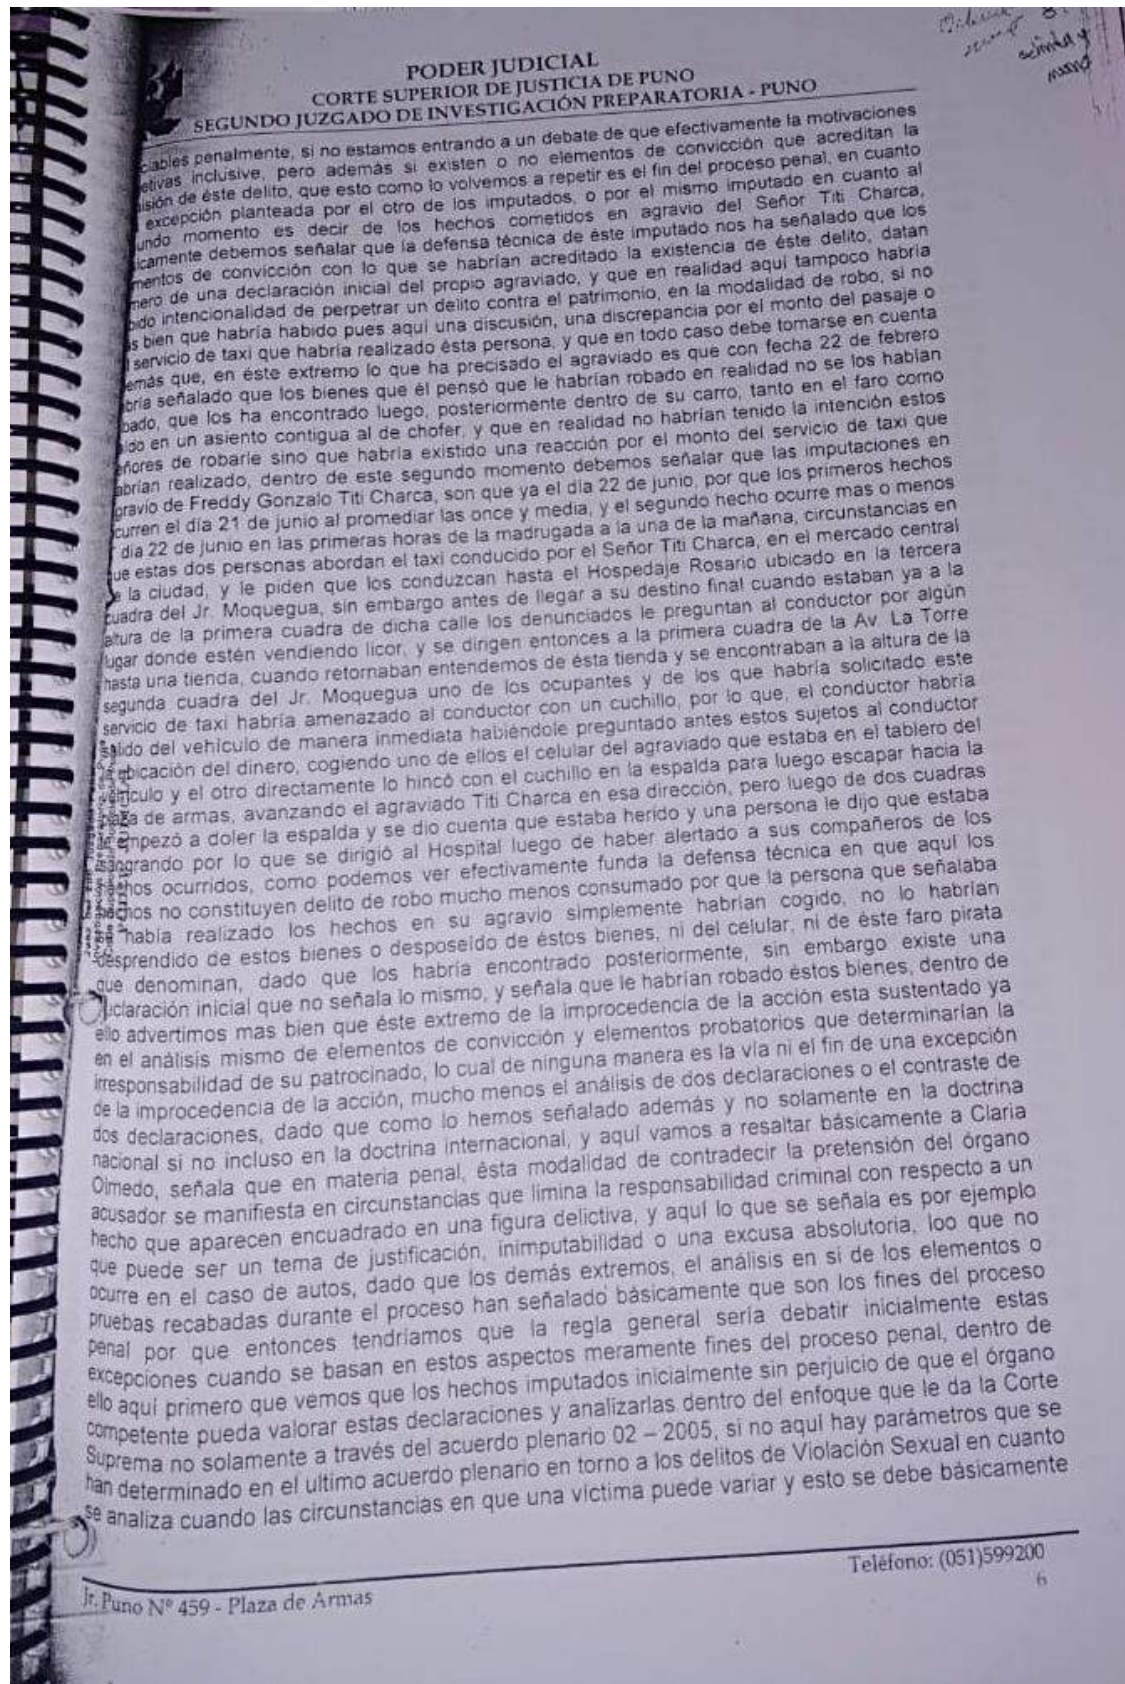 ochenta y
nueve
PODER JUDICIAL
CORTE SUPERIOR DE JUSTICIA DE PUNO
SEGUNDO JUZGADO DE INVESTIGACIÓN PREPARATORIA - PUNO
ciables penalmente, si no estamos entrando a un debate de que efectivamente la motivaciones
etivas inclusive, pero además si existen o no elementos de convicción que acreditan la
isión de éste delito, que esto como lo volvemos a repetir es el fin del proceso penal, en cuanto
excepción planteada por el otro de los imputados, o por el mismo imputado en cuanto al
undo momento es decir de los hechos cometidos en agravio del Señor Titi Charca,
icamente debemos señalar que la defensa técnica de éste imputado nos ha señalado que los
mentos de convicción con lo que se habrían acreditado la existencia de éste delito, datan
mero de una declaración inicial del propio agraviado, y que en realidad aquí tampoco habría
bido intencionalidad de perpetrar un delito contra el patrimonio, en la modalidad de robo, si no
s bien que habría habido pues aquí una discusión, una discrepancia por el monto del pasaje o
servicio de taxi que habría realizado ésta persona, y que en todo caso debe tomarse en cuenta
emás que, en éste extremo lo que ha precisado el agraviado es que con fecha 22 de febrero
bría señalado que los bienes que él pensó que le habrían robado en realidad no se los habían
bado, que los ha encontrado luego, posteriormente dentro de su carro, tanto en el faro como
ido en un asiento contigua al de chofer, y que en realidad no habrían tenido la intención estos
eñores de robarle sino que habría existido una reacción por el monto del servicio de taxi que
abrían realizado, dentro de este segundo momento debemos señalar que las imputaciones en
gravio de Freddy Gonzalo Titi Charca, son que ya el día 22 de junio, por que los primeros hechos
curren el día 21 de junio al promediar las once y media, y el segundo hecho ocurre mas o menos
día 22 de junio en las primeras horas de la madrugada a la una de la mañana, circunstancias en
ue estas dos personas abordan el taxi conducido por el Señor Titi Charca, en el mercado central
e la ciudad, y le piden que los conduzcan hasta el Hospedaje Rosario ubicado en la tercera
cuadra del Jr. Moquegua, sin embargo antes de llegar a su destino final cuando estaban ya a la
altura de la primera cuadra de dicha calle los denunciados le preguntan al conductor por algún
lugar donde estén vendiendo licor, y se dirigen entonces a la primera cuadra de la Av. La Torre
hasta una tienda, cuando retornaban entendemos de ésta tienda y se encontraban a la altura de la
segunda cuadra del Jr. Moquegua uno de los ocupantes y de los que habría solicitado este
servicio de taxi habría amenazado al conductor con un cuchillo, por lo que, el conductor habría
salido del vehículo de manera inmediata habiéndole preguntado antes estos sujetos al conductor
la ubicación del dinero, cogiendo uno de ellos el celular del agraviado que estaba en el tablero del
vehículo y el otro directamente lo hincó con el cuchillo en la espalda para luego escapar hacia la
plaza de armas, avanzando el agraviado Titi Charca en esa dirección, pero luego de dos cuadras
le empezó a doler la espalda y se dio cuenta que estaba herido y una persona le dijo que estaba
sangrando por lo que se dirigió al Hospital luego de haber alertado a sus compañeros de los
hechos ocurridos, como podemos ver efectivamente funda la defensa técnica en que aquí los
hechos no constituyen delito de robo mucho menos consumado por que la persona que señalaba
se había realizado los hechos en su agravio simplemente habrían cogido, no lo habrían
desprendido de estos bienes o desposeído de éstos bienes, ni del celular, ni de éste faro pirata
que denominan, dado que los habría encontrado posteriormente, sin embargo existe una
declaración inicial que no señala lo mismo, y señala que le habrían robado éstos bienes, dentro de
ello advertimos mas bien que éste extremo de la improcedencia de la acción esta sustentado ya
en el análisis mismo de elementos de convicción y elementos probatorios que determinarían la
irresponsabilidad de su patrocinado, lo cual de ninguna manera es la vía ni el fin de una excepción
de la improcedencia de la acción, mucho menos el análisis de dos declaraciones o el contraste de
dos declaraciones, dado que como lo hemos señalado además y no solamente en la doctrina
nacional si no incluso en la doctrina internacional, y aquí vamos a resaltar básicamente a Claria
Olmedo, señala que en materia penal, ésta modalidad de contradecir la pretensión del órgano
acusador se manifiesta en circunstancias que limina la responsabilidad criminal con respecto a un
hecho que aparecen encuadrado en una figura delictiva, y aquí lo que se señala es por ejemplo
que puede ser un tema de justificación, inimputabilidad o una excusa absolutoria, loo que no
ocurre en el caso de autos, dado que los demás extremos, el análisis en sí de los elementos o
pruebas recabadas durante el proceso han señalado básicamente que son los fines del proceso
penal por que entonces tendríamos que la regla general sería debatir inicialmente estas
excepciones cuando se basan en estos aspectos meramente fines del proceso penal, dentro de
ello aquí primero que vemos que los hechos imputados inicialmente sin perjuicio de que el órgano
competente pueda valorar estas declaraciones y analizarlas dentro del enfoque que le da la Corte
Suprema no solamente a través del acuerdo plenario 02 – 2005, si no aquí hay parámetros que se
han determinado en el ultimo acuerdo plenario en torno a los delitos de Violación Sexual en cuanto
se analiza cuando las circunstancias en que una víctima puede variar y esto se debe básicamente
Teléfono: (051)599200
6
Jr. Puno Nº 459 - Plaza de Armas